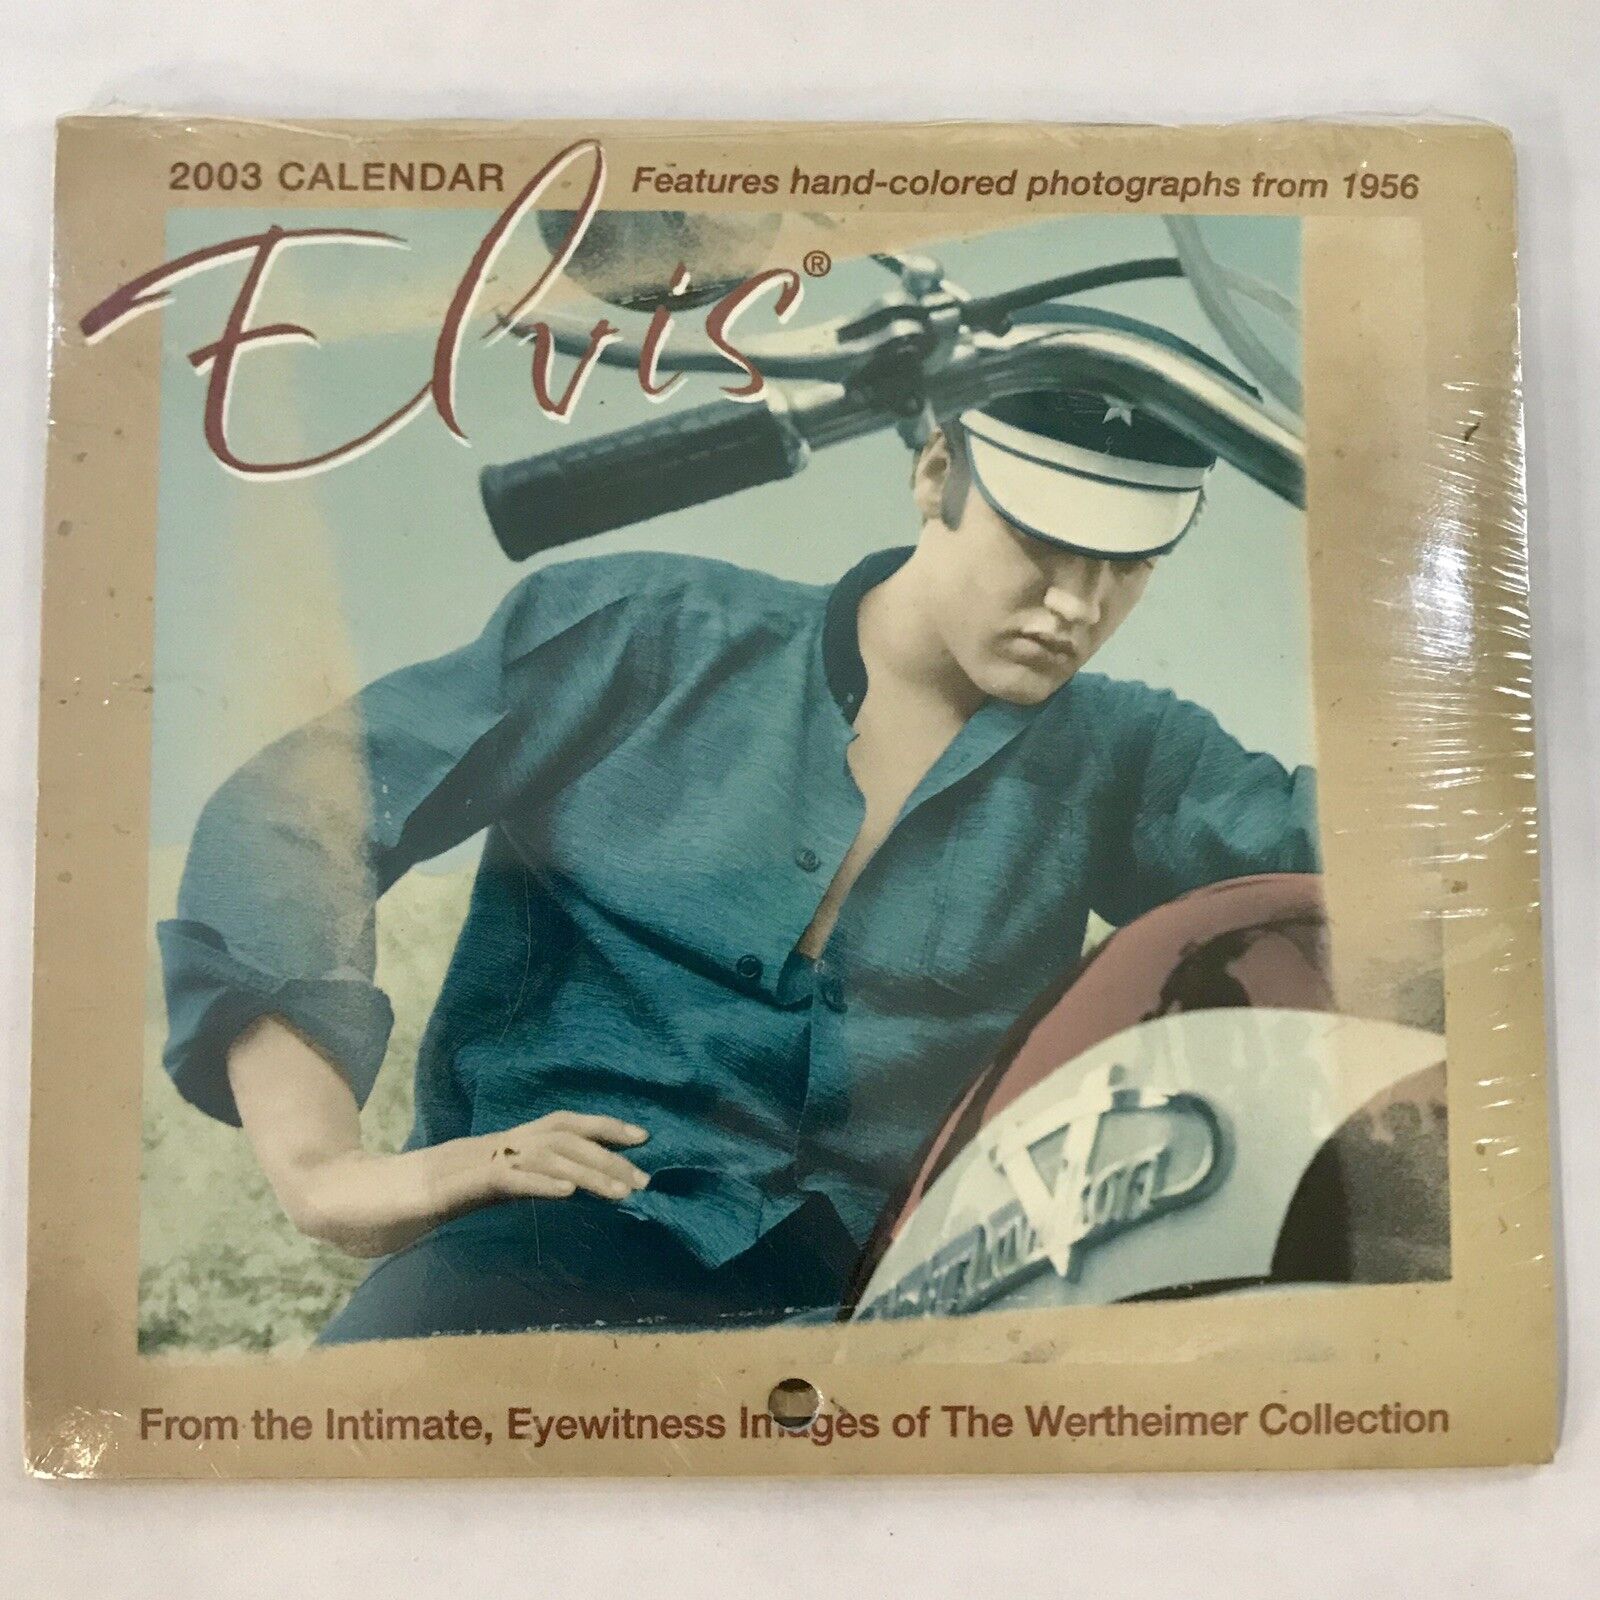 2003 CALENDAR
Features hand-colored photographs from 1956
Elvis®
From the Intimate, Eyewitness Images of The Wertheimer Collection